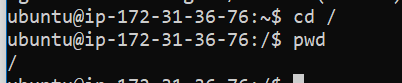 ubuntu@ip-172-31-36-76:~$ cd /
ubuntu@ip-172-31-36-76:/$ pwd
/
ubuntu@ip-172-31-36-76:/$